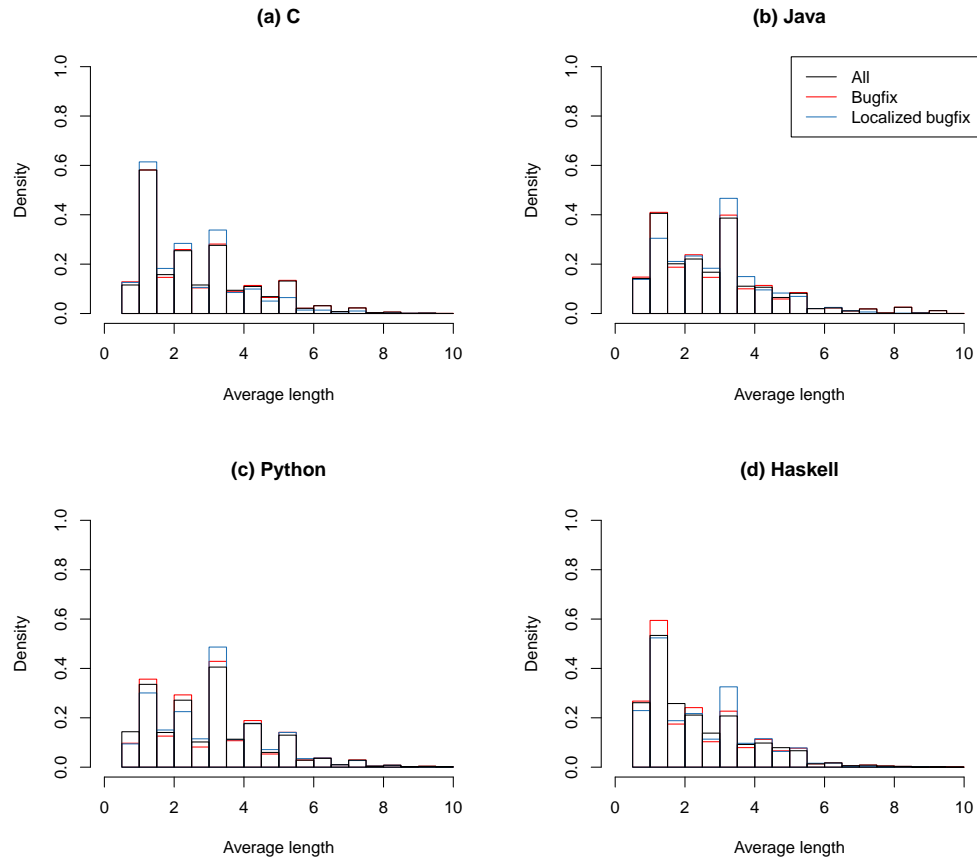 (a) C
Density
0.0 0.2 0.4 0.6 0.8 1.0
0 2 4 6 8 10
Average length
(b) Java
All
Bugfix
Localized bugfix
Density
0.0 0.2 0.4 0.6 0.8 1.0
0 2 4 6 8 10
Average length
(c) Python
Density
0.0 0.2 0.4 0.6 0.8 1.0
0 2 4 6 8 10
Average length
(d) Haskell
Density
0.0 0.2 0.4 0.6 0.8 1.0
0 2 4 6 8 10
Average length